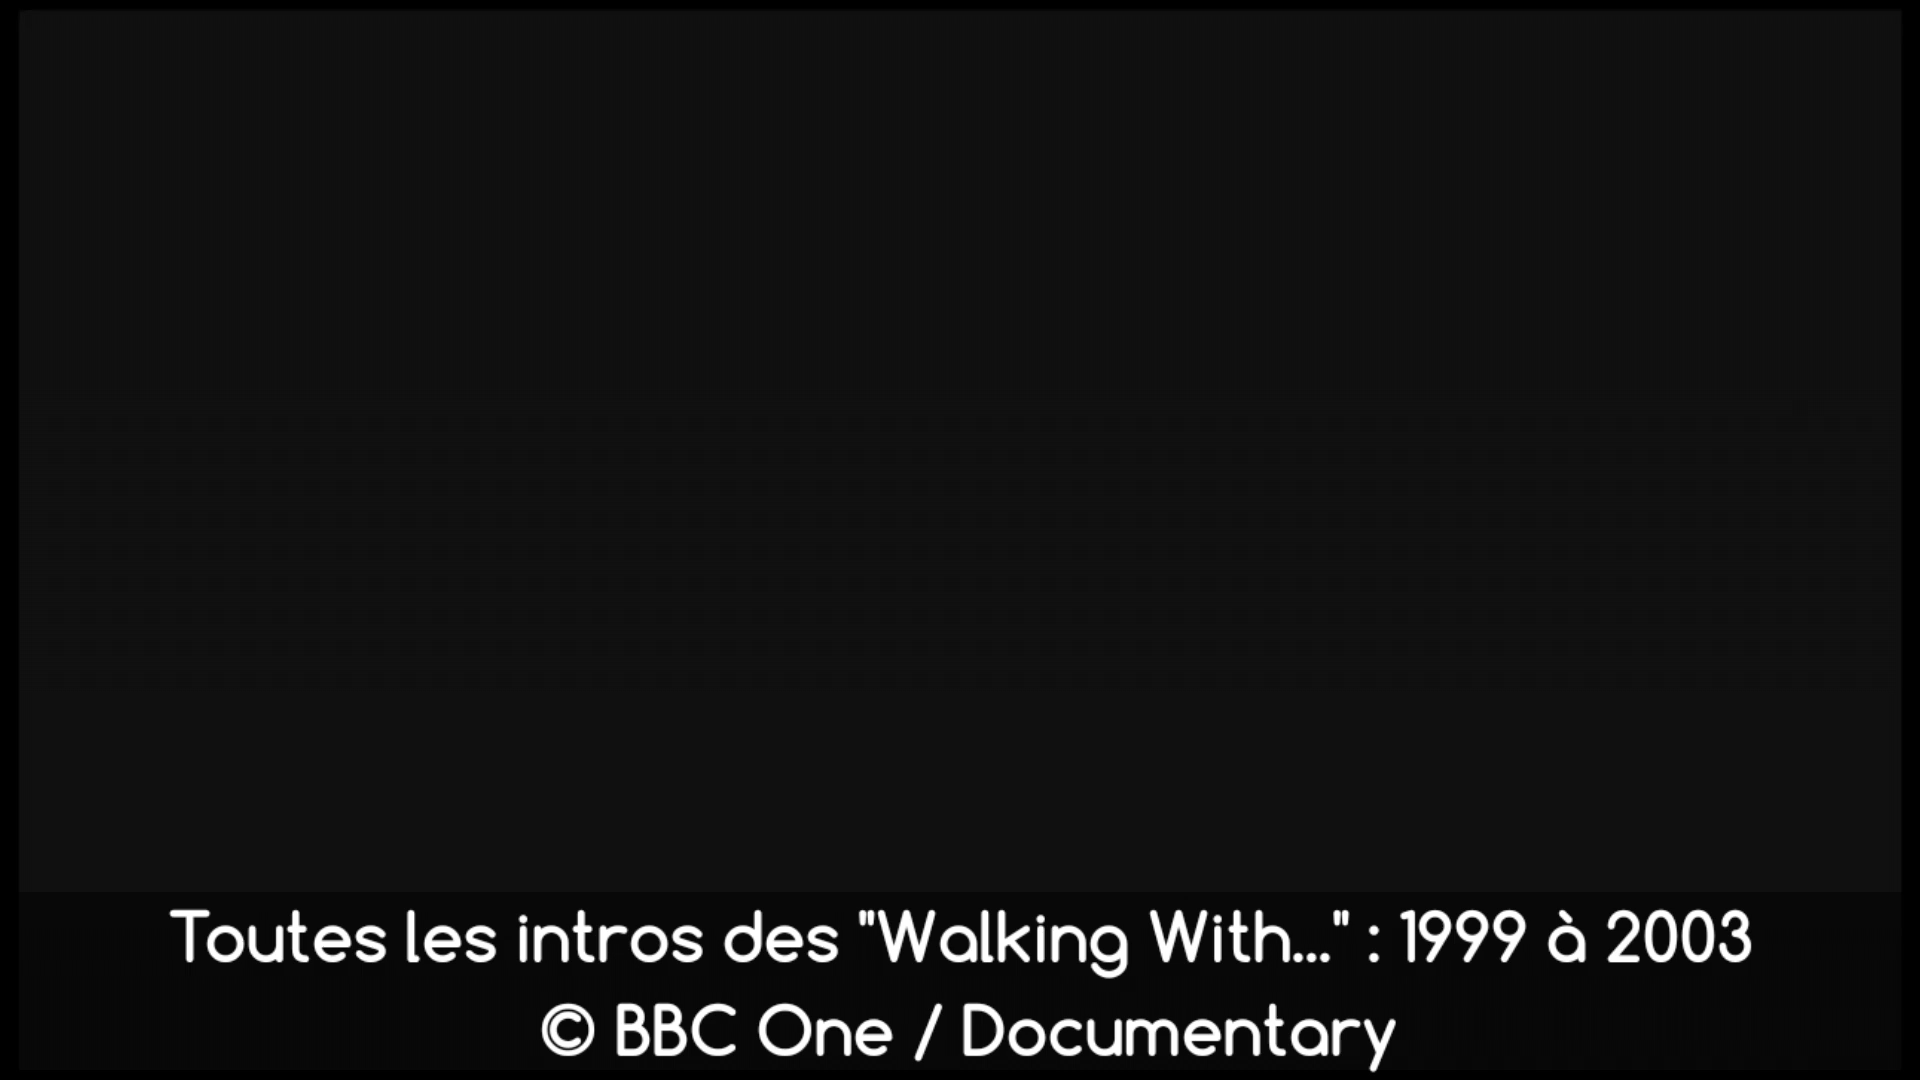 Toutes les intros des "Walking With..." : 1999 à 2003
© BBC One / Documentary